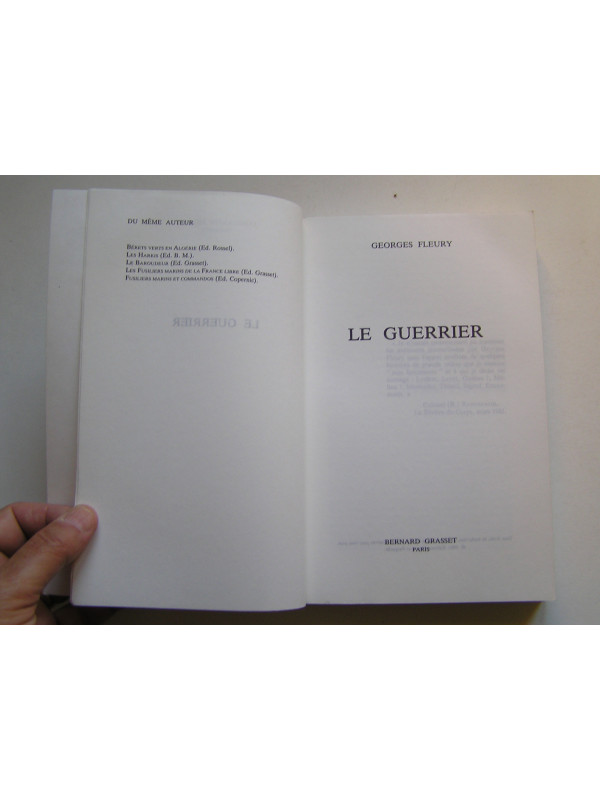 DU MÊME AUTEUR
BÉRETS VERTS EN ALGÉRIE (Ed. Rossel).
LES HARKIS (Ed. B. M.).
LE BAROUDEUR (Ed. Grasset).
LES FUSILIERS MARINS DE LA FRANCE LIBRE (Ed. Grasset).
FUSILIERS MARINS ET COMMANDOS (Ed. Copernic).
LE GUERRIER
GEORGES FLEURY
LE GUERRIER
BERNARD GRASSET
PARIS